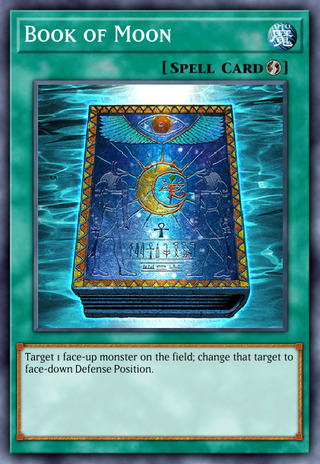 Book of Moon
魔
[Spell Card]
Target 1 face-up monster on the field; change that target to
face-down Defense Position.